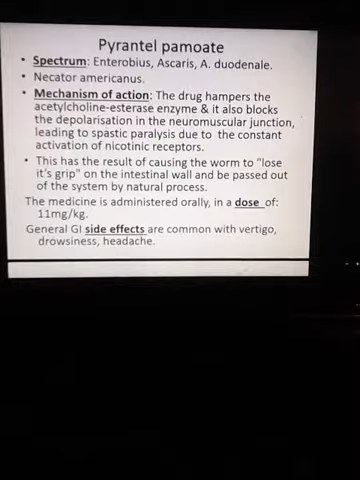 Pyrantel pamoate
• Spectrum: Enterobius, Ascaris, A. duodenale.
• Necator americanus.
• Mechanism of action: The drug hampers the
acetylcholine-esterase enzyme & it also blocks
the depolarisation in the neuromuscular junction,
leading to spastic paralysis due to the constant
activation of nicotinic receptors.
• This has the result of causing the worm to "lose
it's grip" on the intestinal wall and be passed out
of the system by natural process.
The medicine is administered orally, in a dose of:
11mg/kg.
General GI side effects are common with vertigo,
drowsiness, headache.